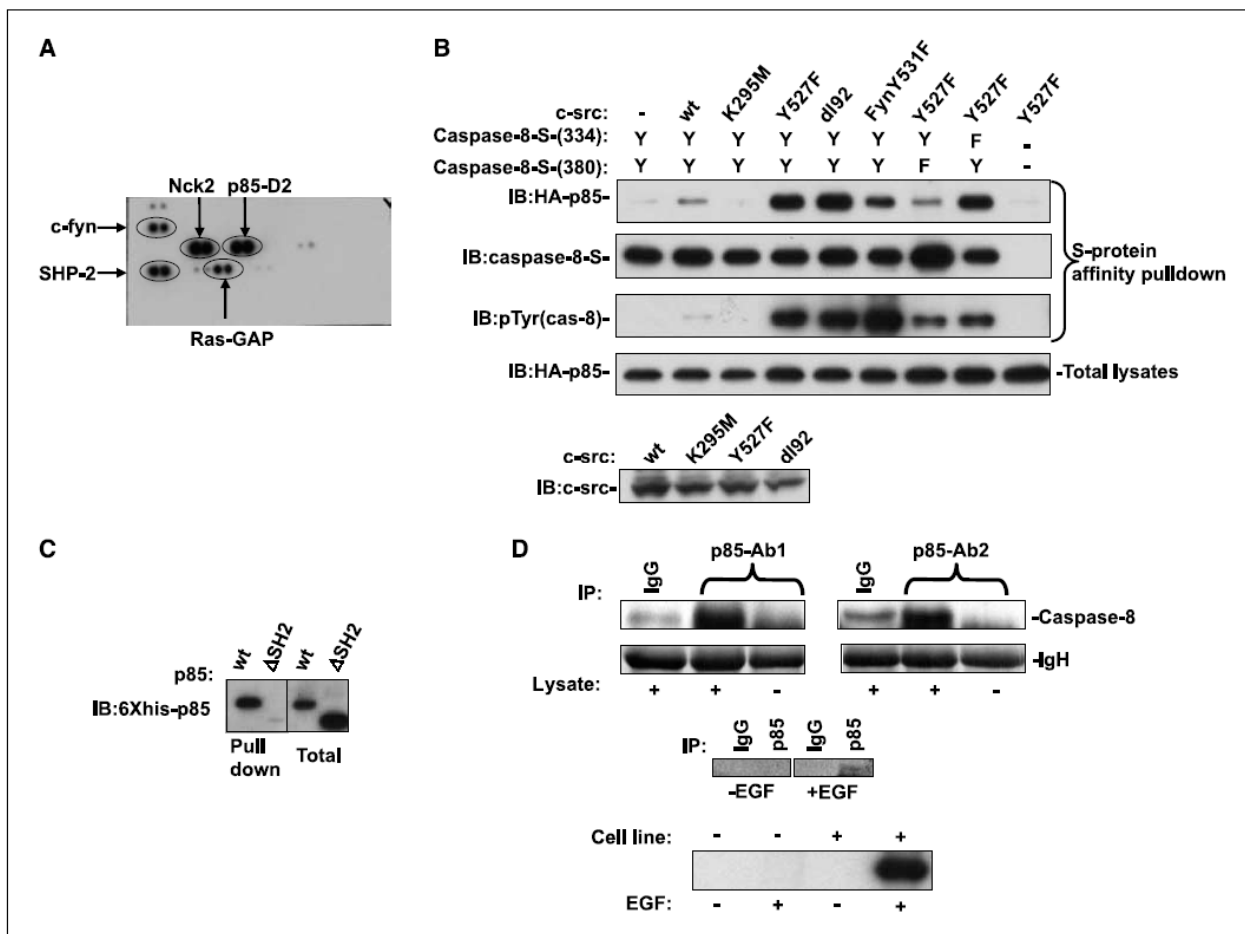 A
Nck2 p85-D2
c-fyn
SHP-2
Ras-GAP
B
c-src: - wt K295M Y527F dl92 FynY531F Y527F Y527F Y527F
Caspase-8-S-(334) Y Y Y Y Y Y Y F -
Caspase-8-S-(380) Y Y Y Y Y Y F Y -
IB:HA-p85-
IB:caspase-8-S-
IB:pTyr(cas-8)-
S-protein
affinity pulldown
IB:HA-p85- -Total lysates
c-src: wt K295M Y527F dl92
IB:c-src-
C
p85: wt ΔSH2 wt ΔSH2
IB:6Xhis-p85
Pull
down Total
D
p85-Ab1 p85-Ab2
IP: IgG IgG
-Caspase-8
-IgH
Lysate: + + - + + -
IP: IgG p85 IgG p85
-EGF +EGF
Cell line: - - + +
EGF: - + - +